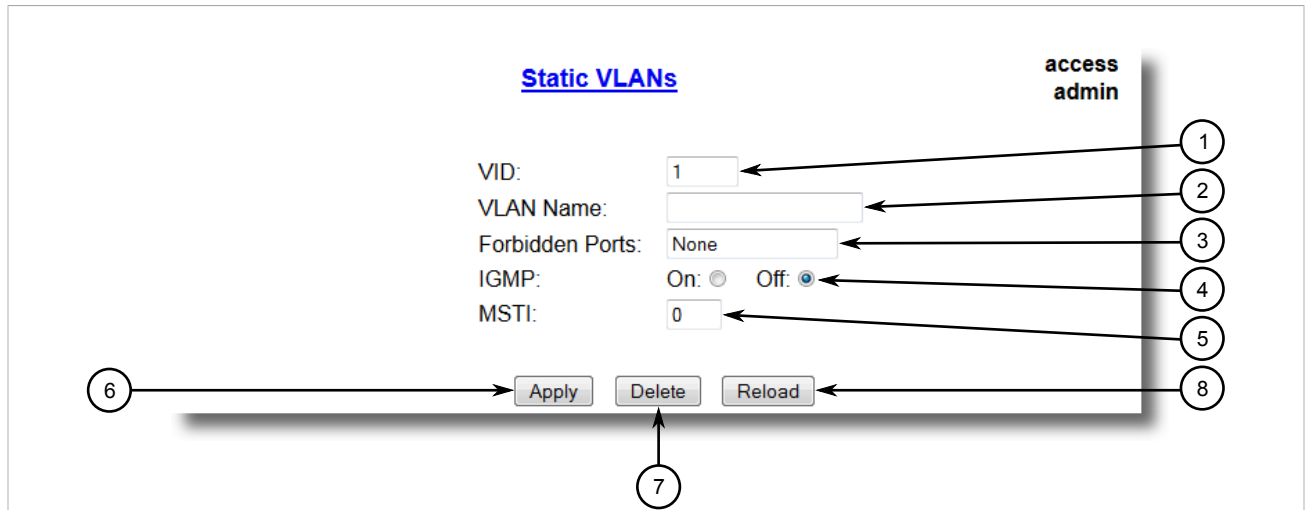 Static VLANs
access
admin
VID: 1
VLAN Name:
Forbidden Ports: None
IGMP: On: Off:
MSTI: 0
Apply Delete Reload
1
2
3
4
5
6
7
8